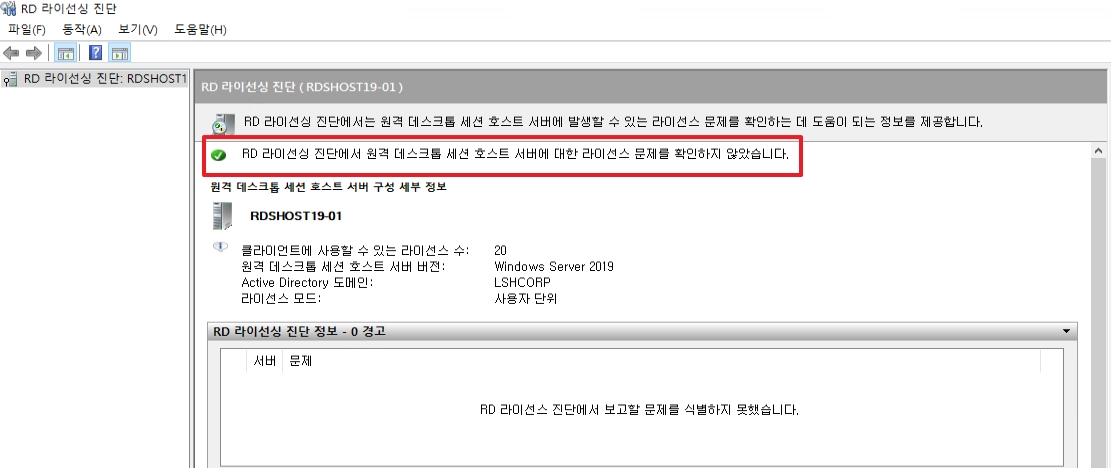 RD 라이선싱 진단
파일(F) 동작(A) 보기(V) 도움말(H)
RD 라이선싱 진단: RDSHOST1
RD 라이선싱 진단 ( RDSHOST19-01 )
RD 라이선싱 진단에서는 원격 데스크톱 세션 호스트 서버에 발생할 수 있는 라이선스 문제를 확인하는 데 도움이 되는 정보를 제공합니다.
RD 라이선싱 진단에서 원격 데스크톱 세션 호스트 서버에 대한 라이선스 문제를 확인하지 않았습니다.
원격 데스크톱 세션 호스트 서버 구성 세부 정보
RDSHOST19-01
클라이언트에 사용할 수 있는 라이선스 수: 20
원격 데스크톱 세션 호스트 서버 버전: Windows Server 2019
Active Directory 도메인: LSHCORP
라이선스 모드: 사용자 단위
RD 라이선싱 진단 정보 - 0 경고
서버 문제
RD 라이선스 진단에서 보고할 문제를 식별하지 못했습니다.